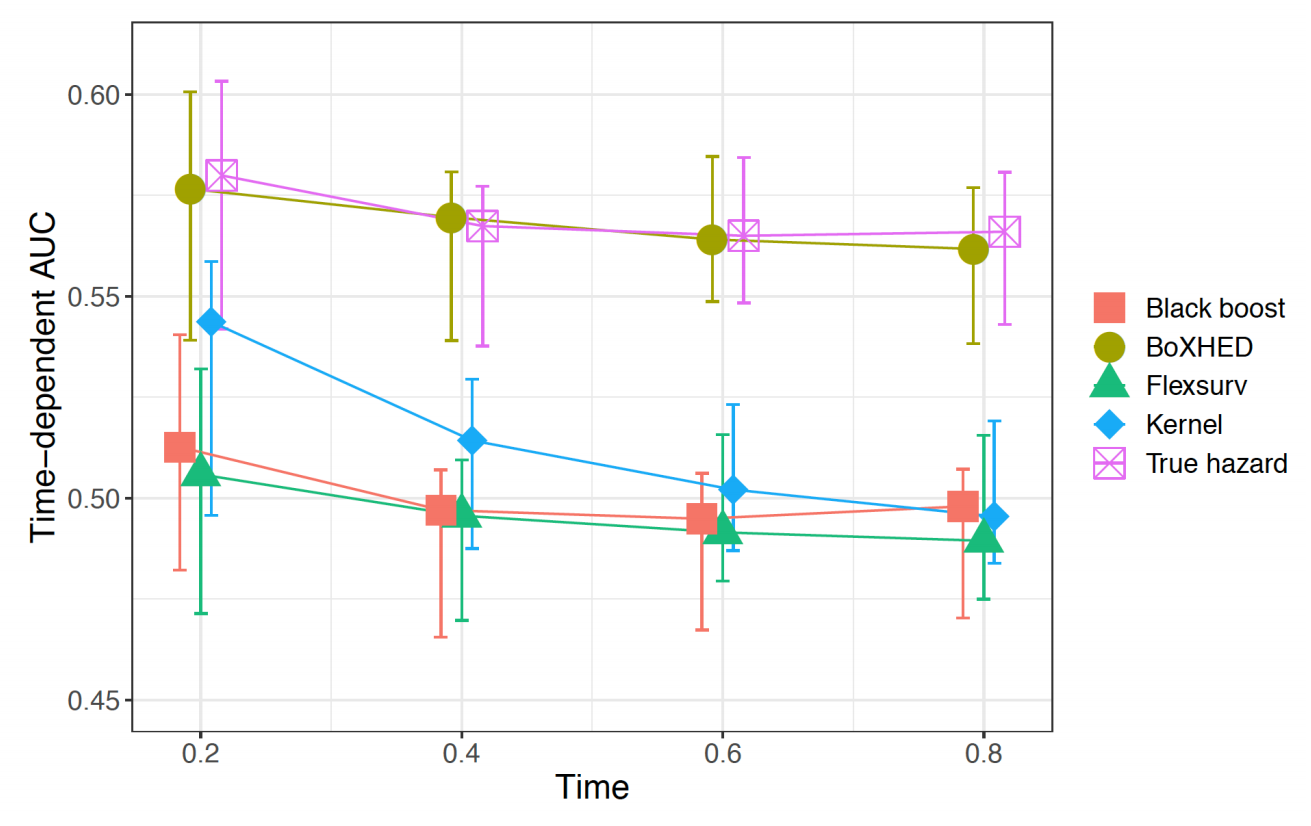 Time−dependent AUC
0.60
0.55
0.50
0.45
0.2
0.4
0.6
0.8
Time
Black boost
BoXHED
Flexsurv
Kernel
True hazard